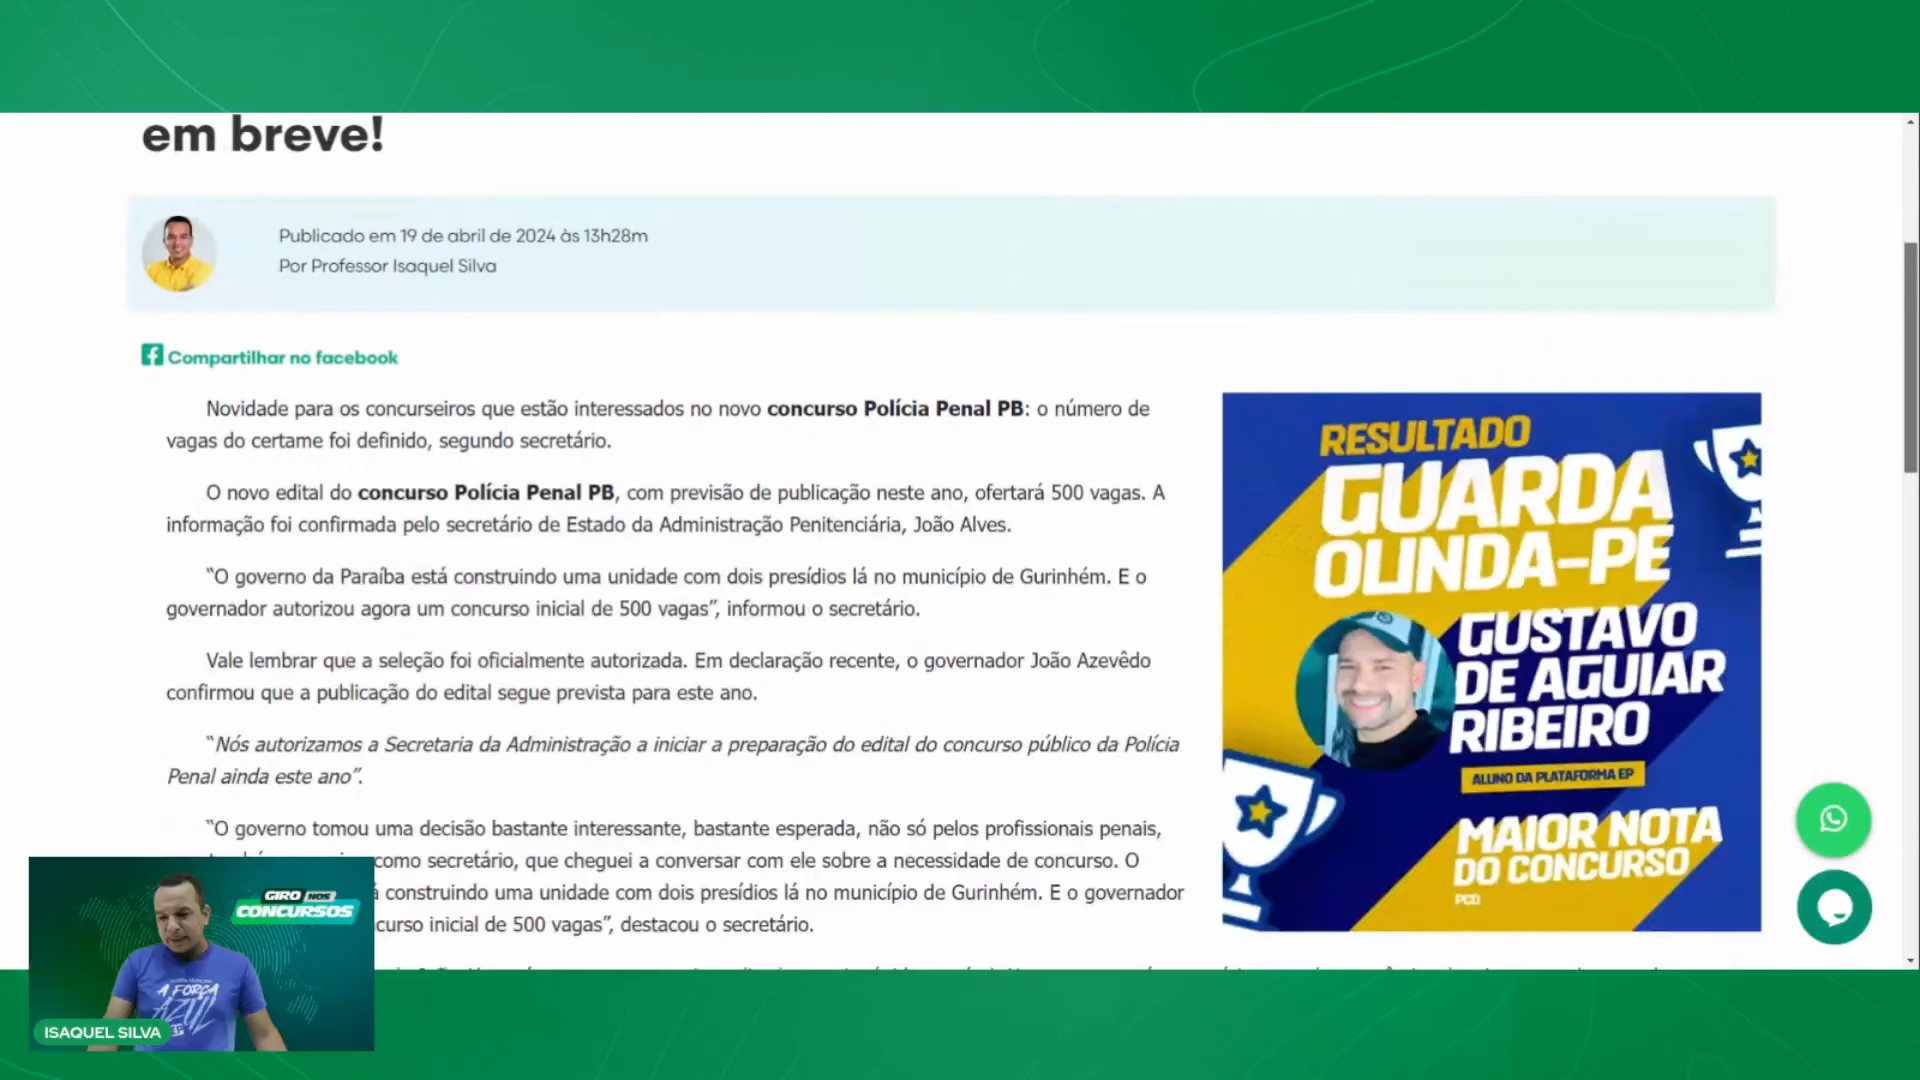 em breve!
Publicado em 19 de abril de 2024 às 13h28m
Por Professor Isaquel Silva
Compartilhar no facebook
Novidade para os concurseiros que estão interessados no novo concurso Polícia Penal PB: o número de
vagas do certame foi definido, segundo secretário.
O novo edital do concurso Polícia Penal PB, com previsão de publicação neste ano, ofertará 500 vagas. A
informação foi confirmada pelo secretário de Estado da Administração Penitenciária, João Alves.
“O governo da Paraíba está construindo uma unidade com dois presídios lá no município de Gurinhém. E o
governador autorizou agora um concurso inicial de 500 vagas”, informou o secretário.
Vale lembrar que a seleção foi oficialmente autorizada. Em declaração recente, o governador João Azevêdo
confirmou que a publicação do edital segue prevista para este ano.
“Nós autorizamos a Secretaria da Administração a iniciar a preparação do edital do concurso público da Polícia
Penal ainda este ano”.
“O governo tomou uma decisão bastante interessante, bastante esperada, não só pelos profissionais penais,
como secretário, que cheguei a conversar com ele sobre a necessidade de concurso. O
construindo uma unidade com dois presídios lá no município de Gurinhém. E o governador
curso inicial de 500 vagas”, destacou o secretário.
RESULTADO
GUARDA
OLINDA-PE
GUSTAVO
DE AGUIAR
RIBEIRO
ALUNO DA PLATAFORMA EP
MAIOR NOTA
DO CONCURSO
PCD
GIRO NOS
CONCURSOS
A FORÇA
AZUL
EP
ISAQUEL SILVA